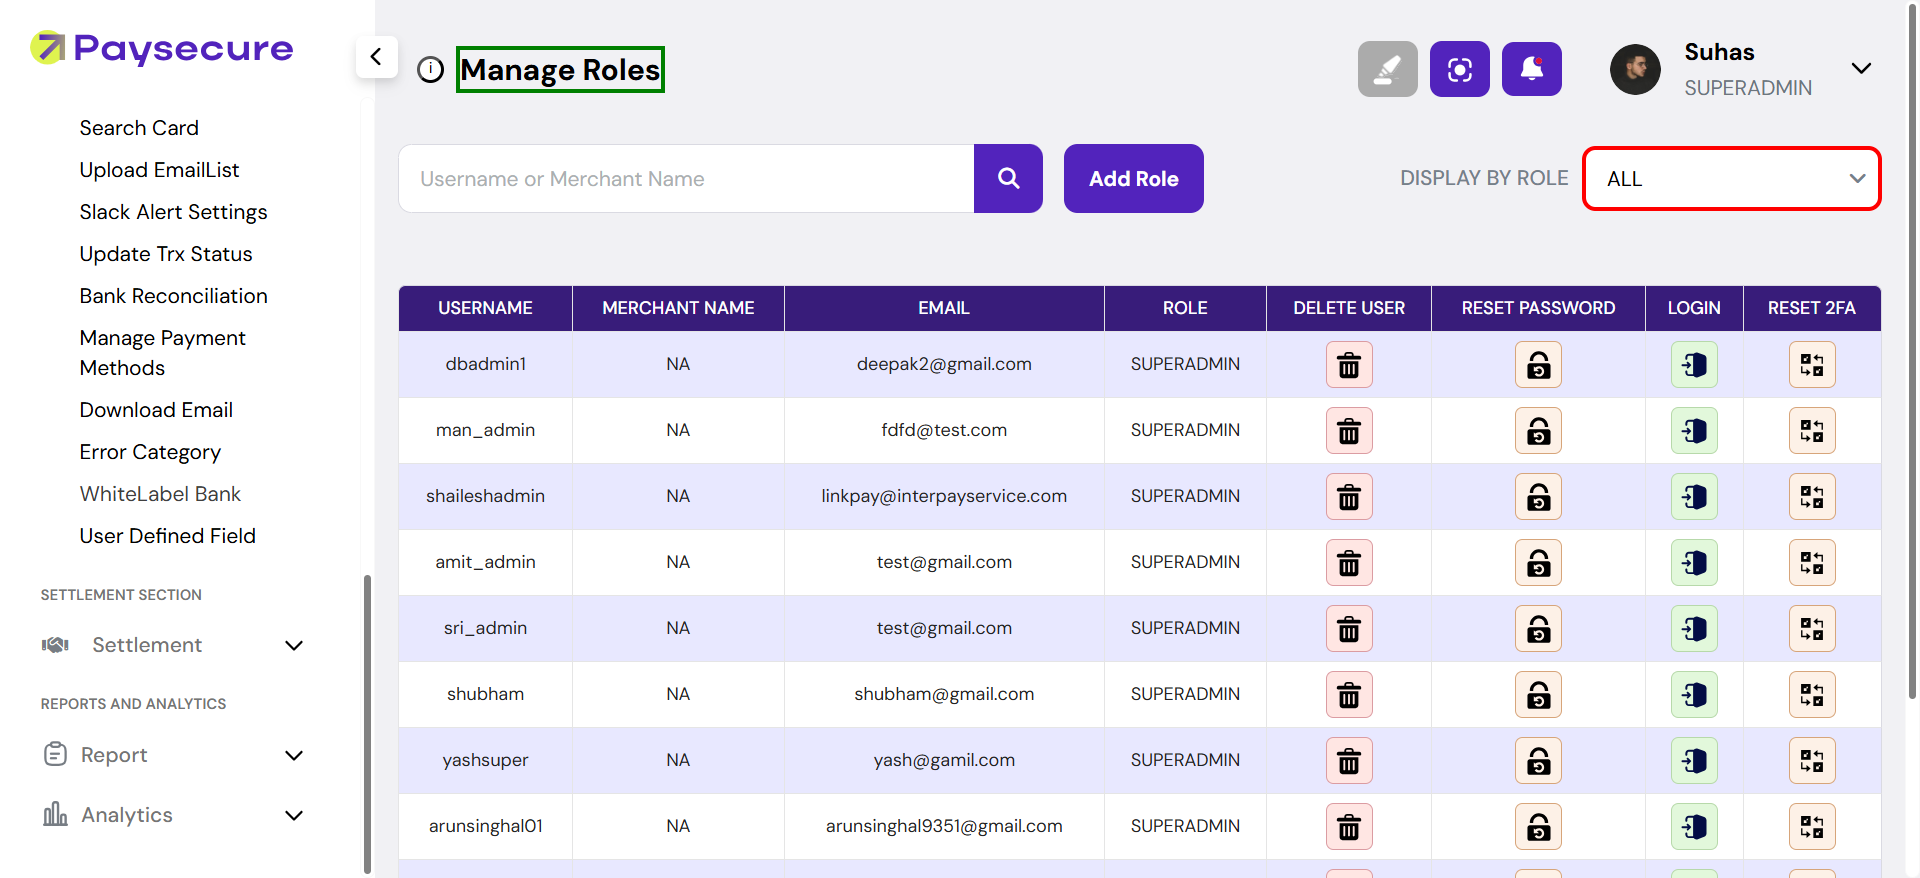 Paysecure
Search Card
Upload EmailList
Slack Alert Settings
Update Trx Status
Bank Reconciliation
Manage Payment
Methods
Download Email
Error Category
WhiteLabel Bank
User Defined Field
SETTLEMENT SECTION
Settlement
REPORTS AND ANALYTICS
Report
Analytics
Manage Roles
Suhas
SUPERADMIN
Username or Merchant Name
Add Role
DISPLAY BY ROLE
ALL
USERNAME MERCHANT NAME EMAIL ROLE DELETE USER RESET PASSWORD LOGIN RESET 2FA
dbadmin1 NA deepak2@gmail.com SUPERADMIN
man_admin NA fdfd@test.com SUPERADMIN
shaileshadmin NA linkpay@interpayservice.com SUPERADMIN
amit_admin NA test@gmail.com SUPERADMIN
sri_admin NA test@gmail.com SUPERADMIN
shubham NA shubham@gmail.com SUPERADMIN
yashsuper NA yash@gamil.com SUPERADMIN
arunsinghal01 NA arunsinghal9351@gmail.com SUPERADMIN